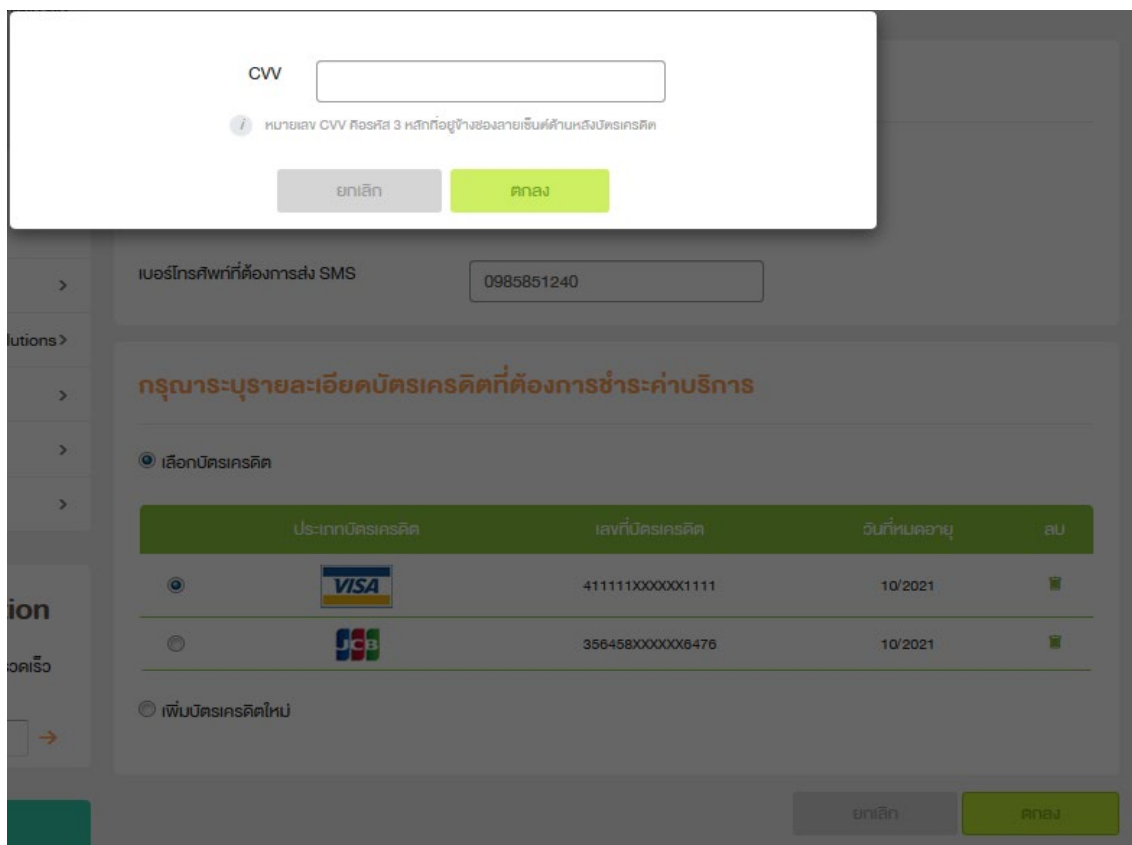 CVV
i หมายเลข CVV คือรหัส 3 หลักที่อยู่ข้างช่องลายเซ็นต์ด้านหลังบัตรเครดิต
ยกเลิก ตกลง
เบอร์โทรศัพท์ที่ต้องการส่ง SMS 0985851240
lutions >
กรุณาระบุรายละเอียดบัตรเครดิตที่ต้องการชำระค่าบริการ
เลือกบัตรเครดิต
ประเภทบัตรเครดิต เลขที่บัตรเครดิต วันที่หมดอายุ ลบ
VISA 411111XXXXXX1111 10/2021
JCB 356458XXXXXX6476 10/2021
tion
รวดเร็ว
เพิ่มบัตรเครดิตใหม่
ยกเลิก ตกลง